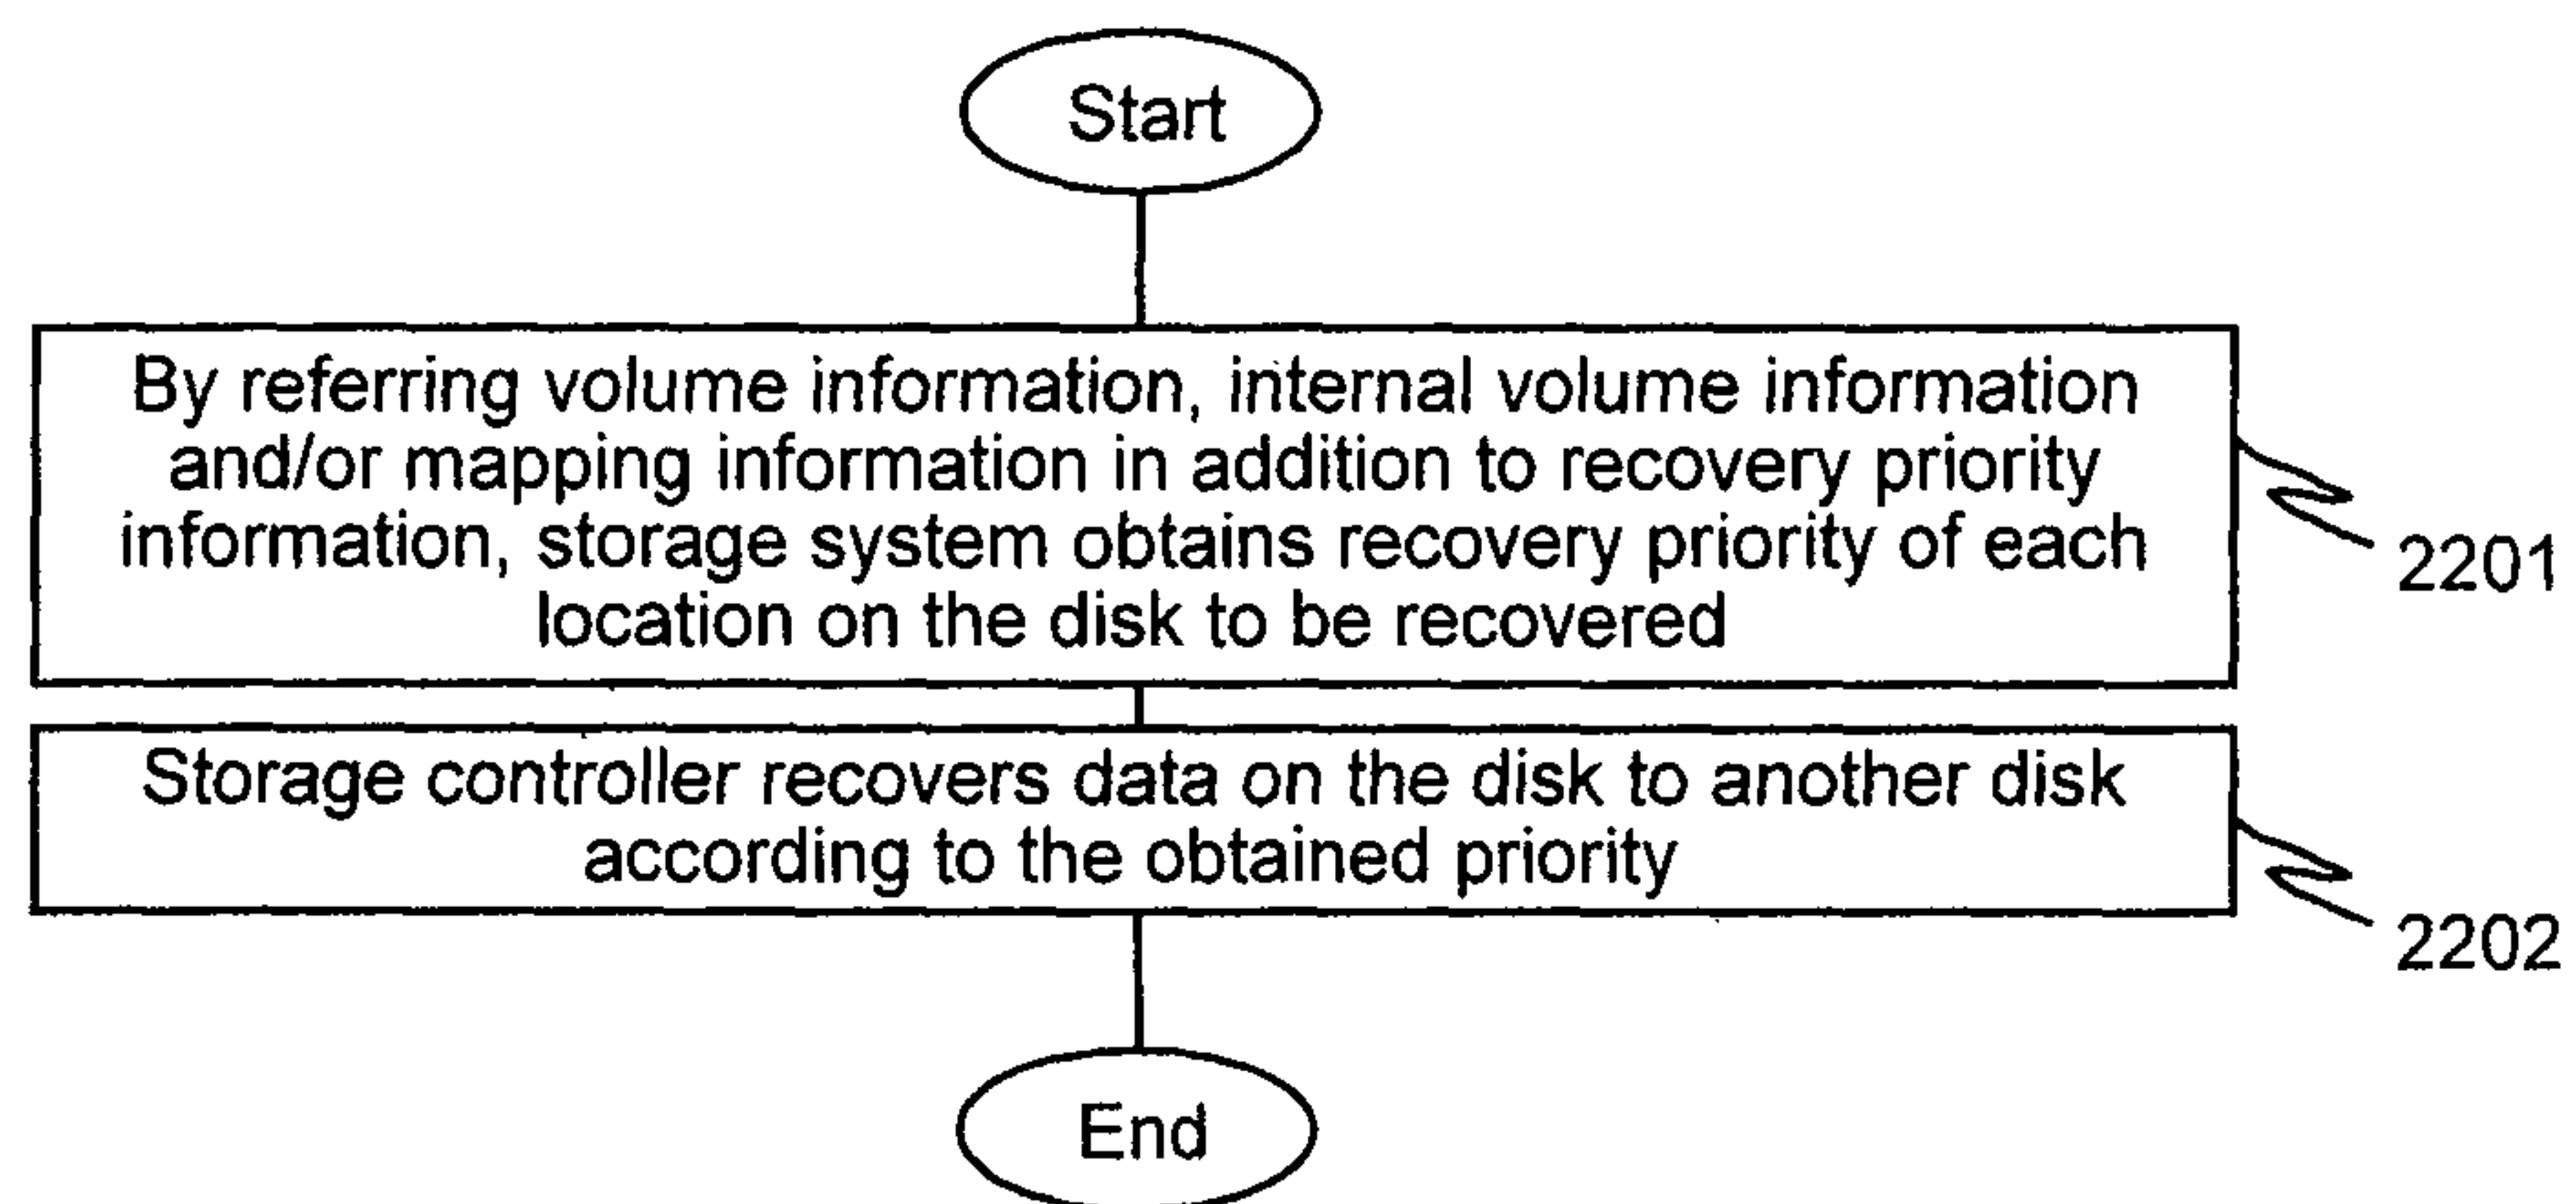 Start
By referring volume information, internal volume information
and/or mapping information in addition to recovery priority
information, storage system obtains recovery priority of each
location on the disk to be recovered
2201
Storage controller recovers data on the disk to another disk
according to the obtained priority
2202
End